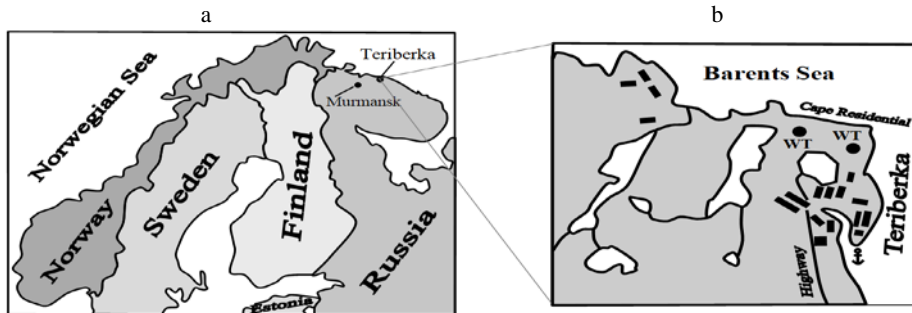 a
b
Teriberka
Murmansk
Norwegian Sea
Norway
Sweden
Finland
Russia
Estonia
Barents Sea
Cape Residential
WT
WT
Teriberka
Highway